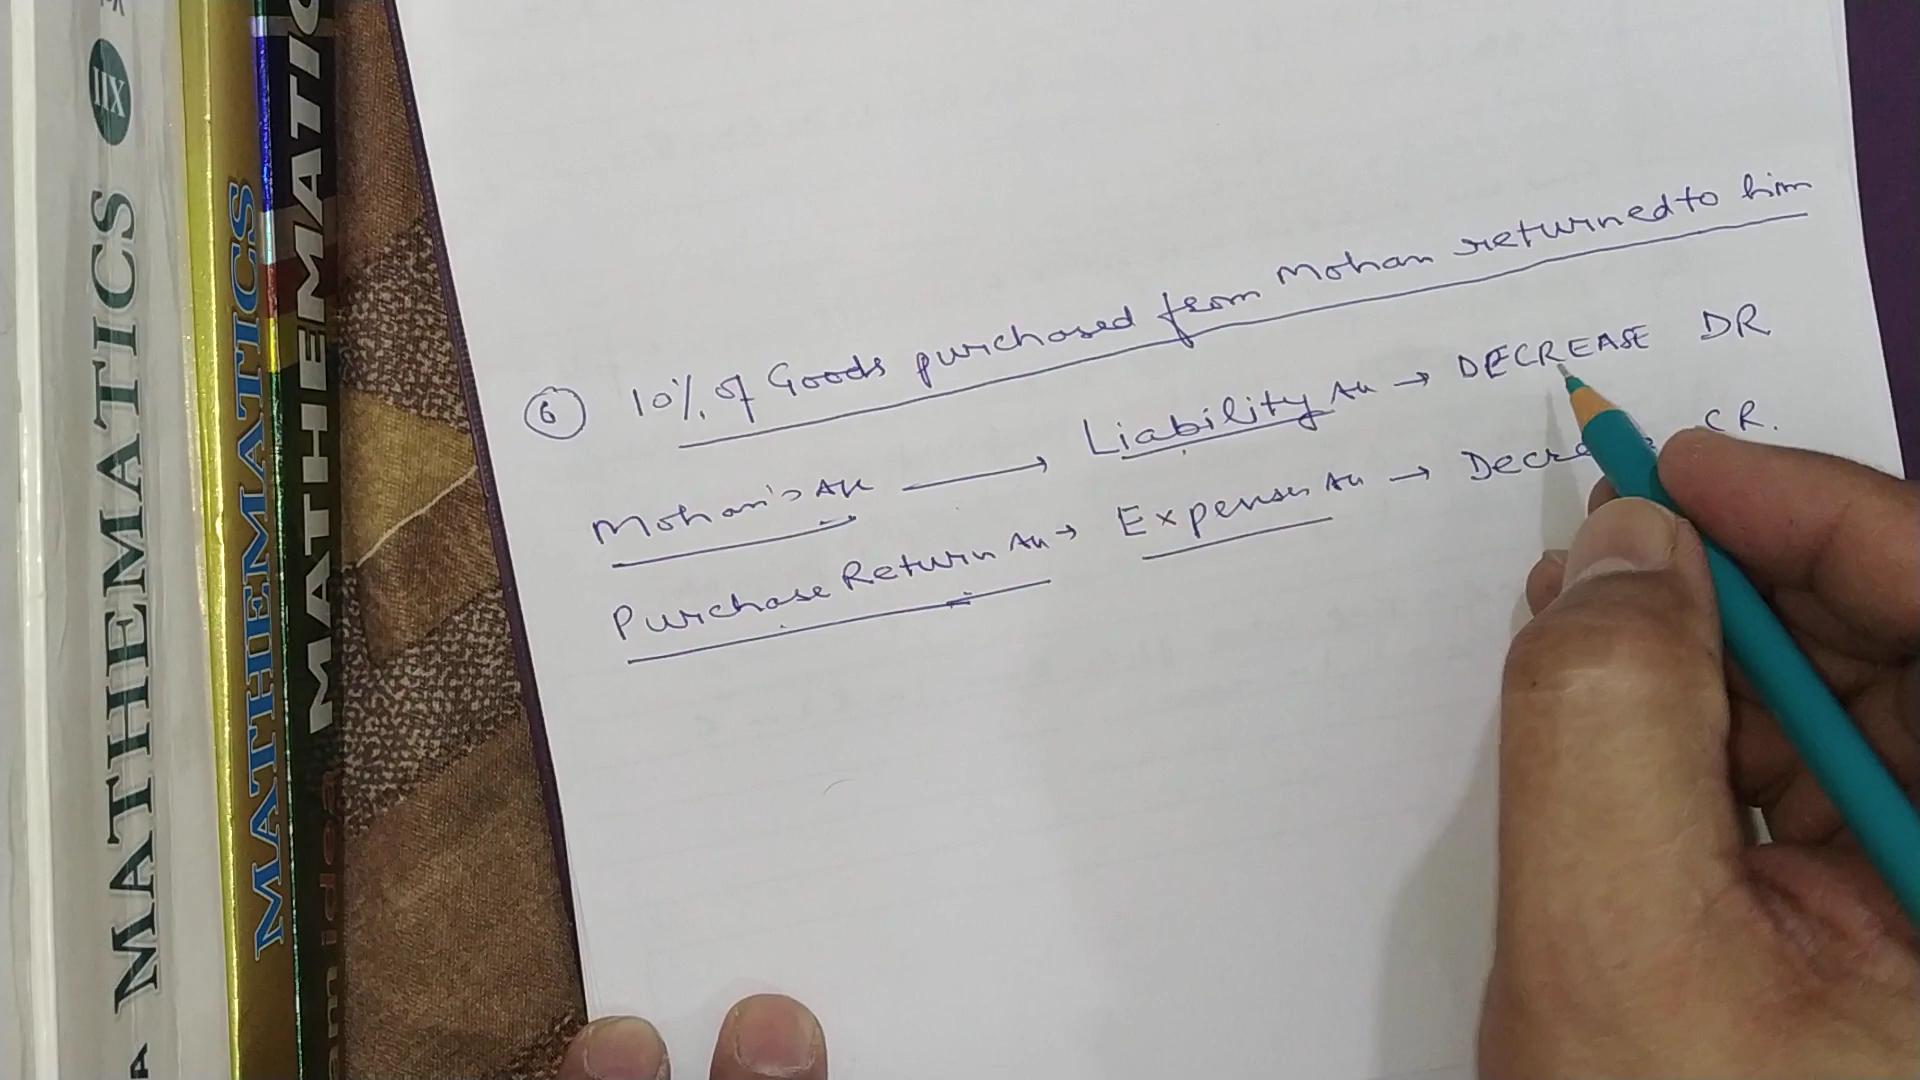 XII
MATHEMATICS
A
MATHEMATICS
MATHEMATIC
6 10% of Goods purchased from Mohan returned to him
Mohan's A/c → Liability A/c → DECREASE DR
Purchase Return A/c → Expenses A/c → Decre CR.